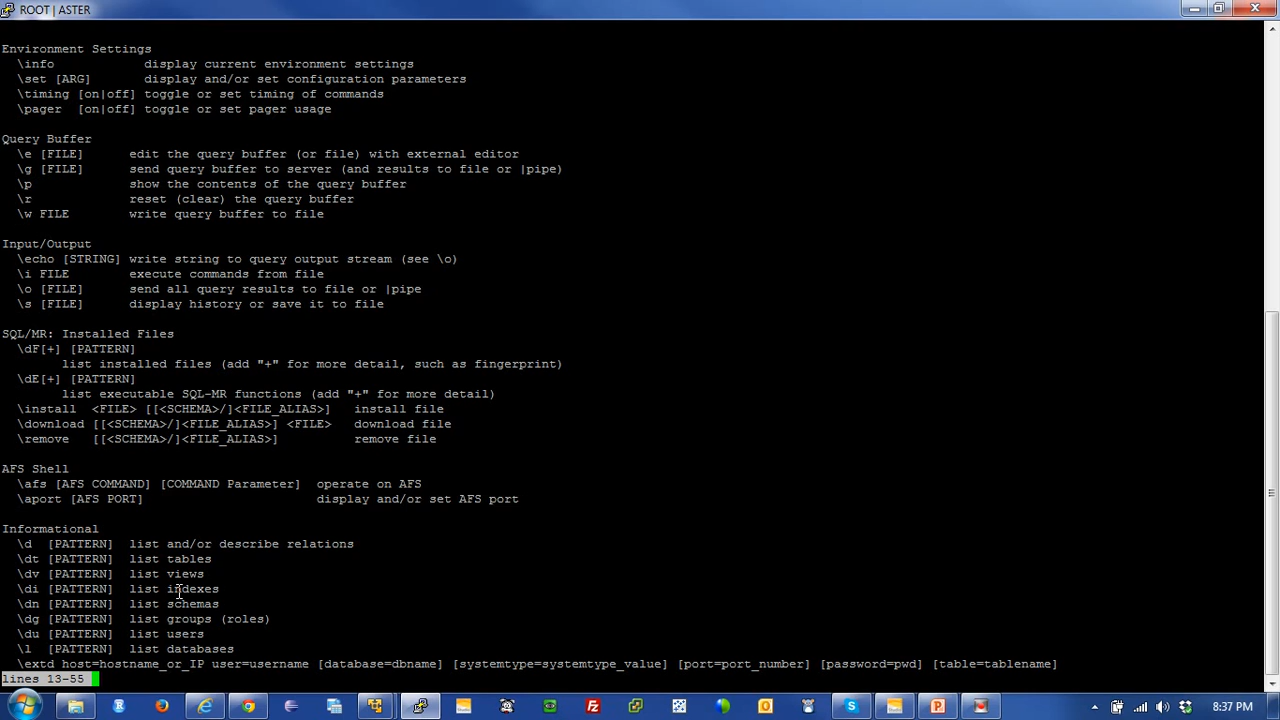 ROOT | ASTER
Environment Settings
\info display current environment settings
\set [ARG] display and/or set configuration parameters
\timing [on|off] toggle or set timing of commands
\pager [on|off] toggle or set pager usage
Query Buffer
\e [FILE] edit the query buffer (or file) with external editor
\g [FILE] send query buffer to server (and results to file or |pipe)
\p show the contents of the query buffer
\r reset (clear) the query buffer
\w FILE write query buffer to file
Input/Output
\echo [STRING] write string to query output stream (see \o)
\i FILE execute commands from file
\o [FILE] send all query results to file or |pipe
\s [FILE] display history or save it to file
SQL/MR: Installed Files
\dF[+] [PATTERN]
list installed files (add "+" for more detail, such as fingerprint)
\dE[+] [PATTERN]
list executable SQL-MR functions (add "+" for more detail)
\install <FILE> [[<SCHEMA>/]<FILE_ALIAS>] install file
\download [[<SCHEMA>/]<FILE_ALIAS>] <FILE> download file
\remove [[<SCHEMA>/]<FILE_ALIAS>] remove file
AFS Shell
\afs [AFS COMMAND] [COMMAND Parameter] operate on AFS
\aport [AFS PORT] display and/or set AFS port
Informational
\d [PATTERN] list and/or describe relations
\dt [PATTERN] list tables
\dv [PATTERN] list views
\di [PATTERN] list indexes
\dn [PATTERN] list schemas
\dg [PATTERN] list groups (roles)
\du [PATTERN] list users
\l [PATTERN] list databases
\extd host=hostname_or_IP user=username [database=dbname] [systemtype=systemtype_value] [port=port_number] [password=pwd] [table=tablename]
lines 13-55
8:37 PM